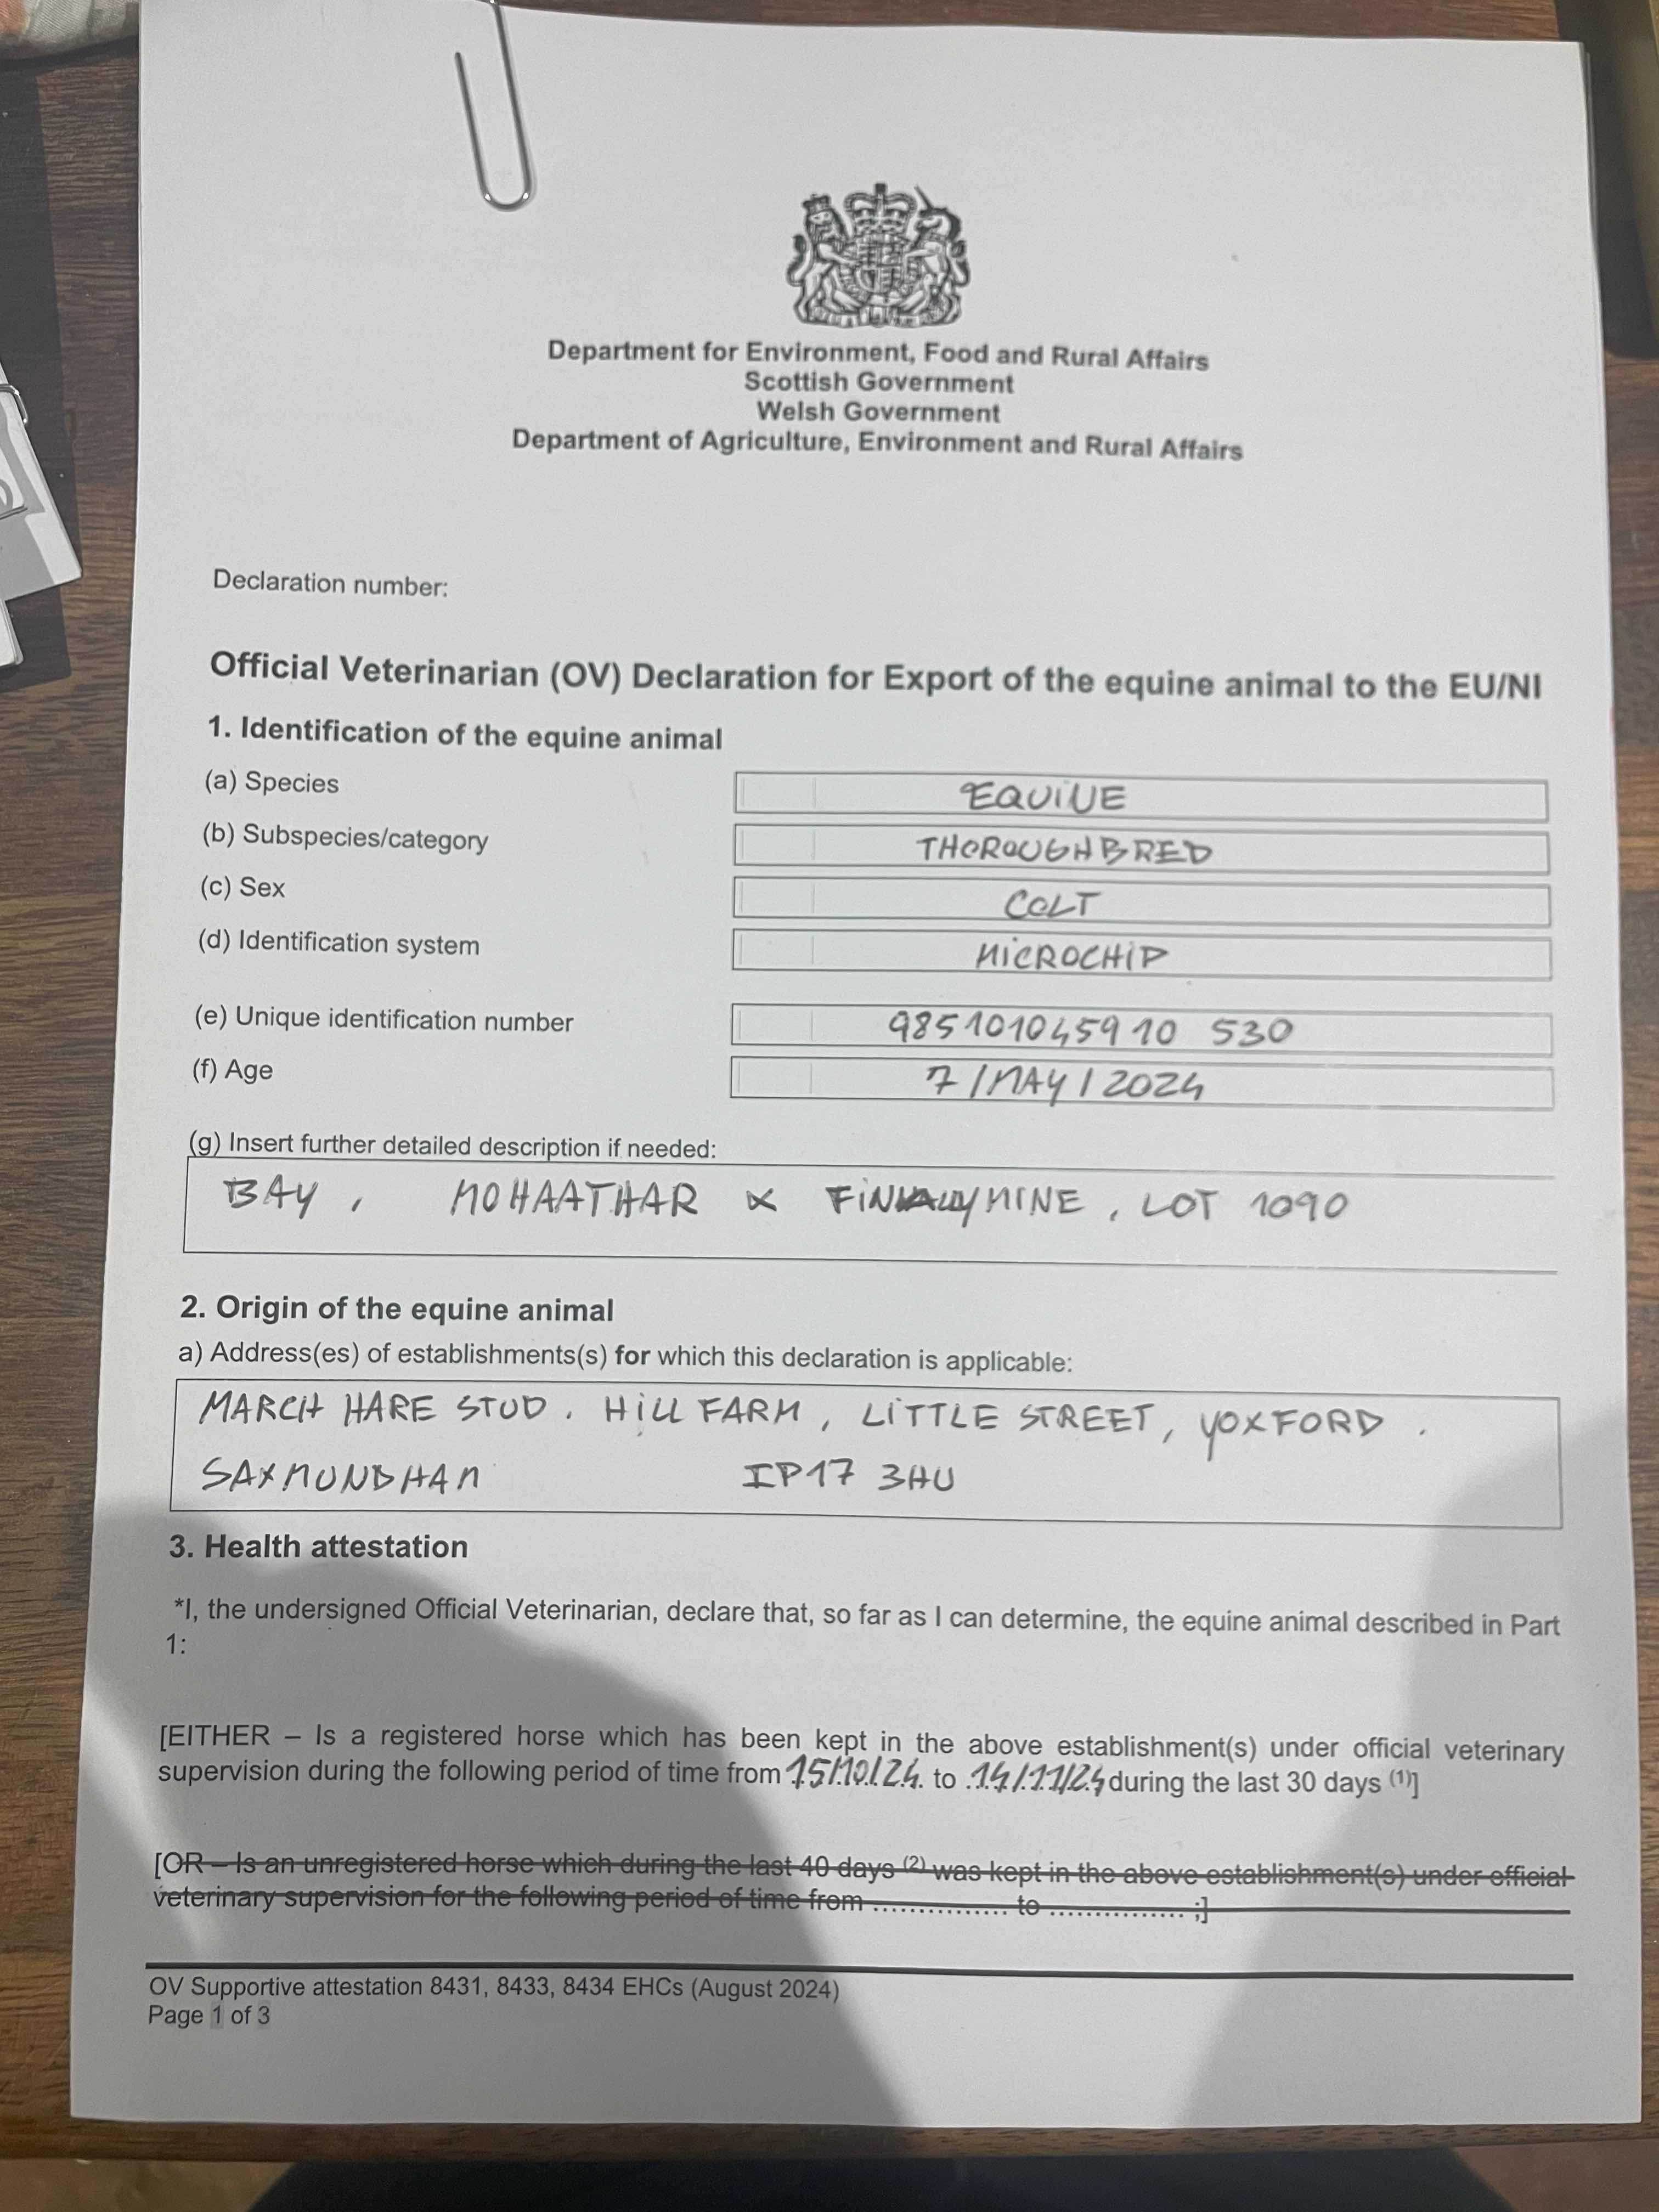 Department for Environment, Food and Rural Affairs
Scottish Government
Welsh Government
Department of Agriculture, Environment and Rural Affairs
Declaration number:
Official Veterinarian (OV) Declaration for Export of the equine animal to the EU/NI
1. Identification of the equine animal
(a) Species EQUINE
(b) Subspecies/category THOROUGHBRED
(c) Sex COLT
(d) Identification system MICROCHIP
(e) Unique identification number 985101045910 530
(f) Age 7/MAY/2024
(g) Insert further detailed description if needed:
BAY, MOHAATHAR x FINALLY MINE, LOT 1090
2. Origin of the equine animal
a) Address(es) of establishments(s) for which this declaration is applicable:
MARCH HARE STUD. HILL FARM, LITTLE STREET, YOXFORD.
SAXMUNDHAM IP17 3HU
3. Health attestation
*I, the undersigned Official Veterinarian, declare that, so far as I can determine, the equine animal described in Part
1:
[EITHER – Is a registered horse which has been kept in the above establishment(s) under official veterinary
supervision during the following period of time from 15/10/24 to 14/11/24 during the last 30 days (1)]
[OR – Is an unregistered horse which during the last 40 days (2) was kept in the above establishment(s) under official
veterinary supervision for the following period of time from ................ to ................ ;]
OV Supportive attestation 8431, 8433, 8434 EHCs (August 2024)
Page 1 of 3